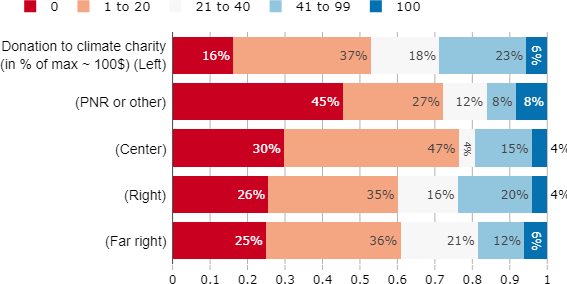 0 1 to 20 21 to 40 41 to 99 100
Donation to climate charity
(in % of max ~ 100$) (Left) 16% 37% 18% 23% 6%
(PNR or other) 45% 27% 12% 8% 8%
(Center) 30% 47% 4% 15% 4%
(Right) 26% 35% 16% 20% 4%
(Far right) 25% 36% 21% 12% 6%
0 0.1 0.2 0.3 0.4 0.5 0.6 0.7 0.8 0.9 1